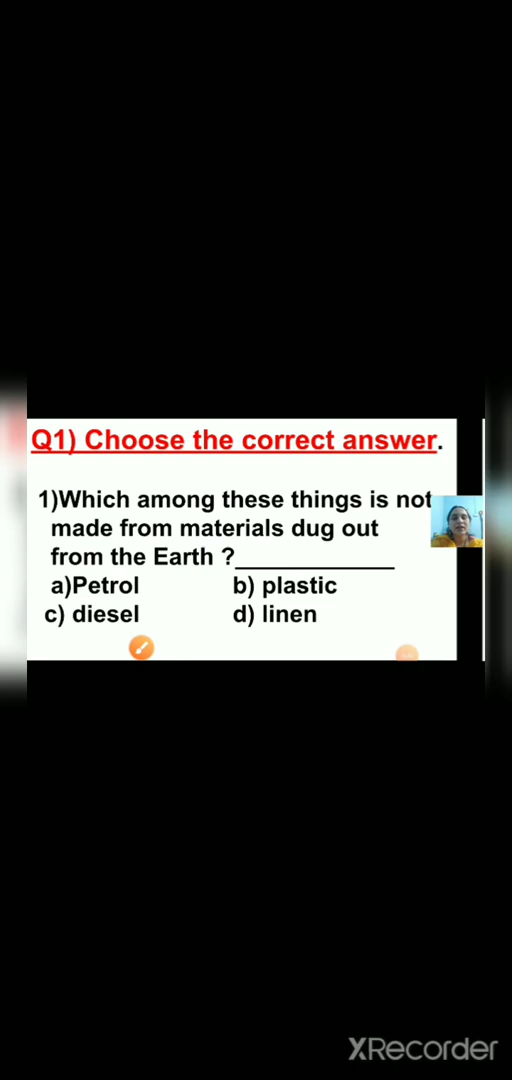 Q1) Choose the correct answer.
1)Which among these things is not
made from materials dug out
from the Earth ?____________
a)Petrol b) plastic
c) diesel d) linen
XRecorder